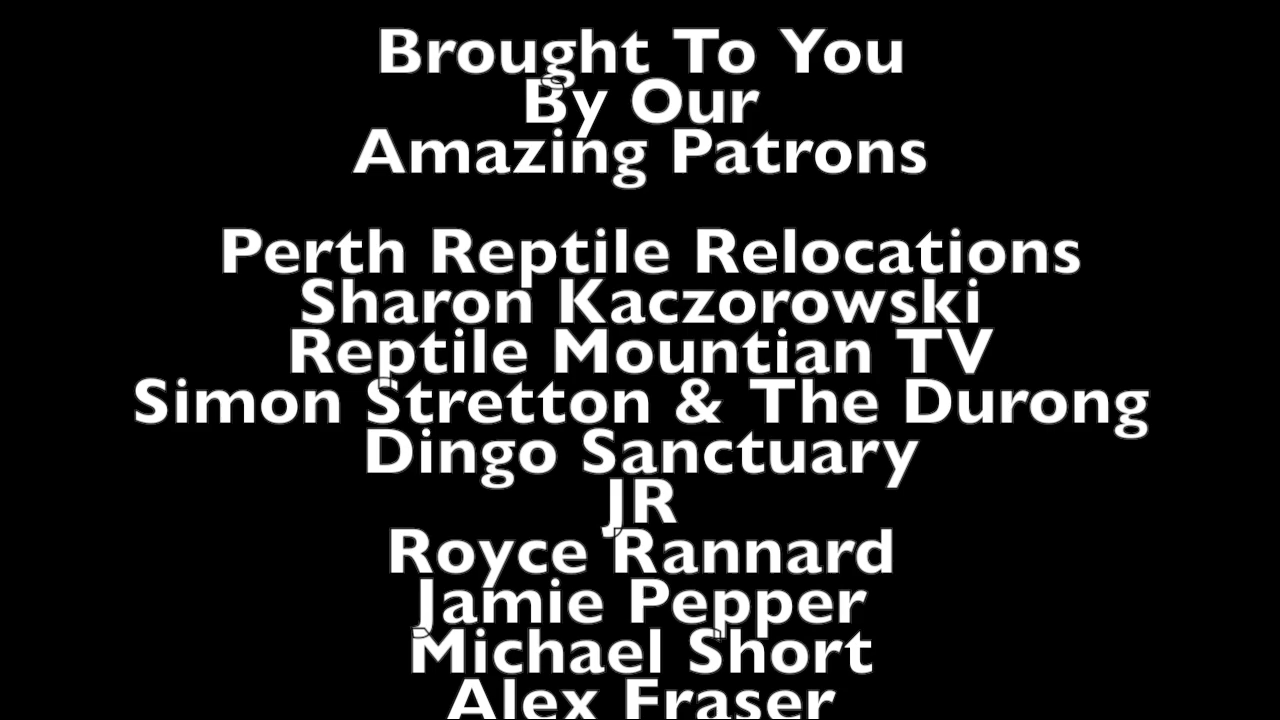 Brought To You
By Our
Amazing Patrons
Perth Reptile Relocations
Sharon Kaczorowski
Reptile Mountian TV
Simon Stretton & The Durong
Dingo Sanctuary
JR
Royce Rannard
Jamie Pepper
Michael Short
Alex Fraser